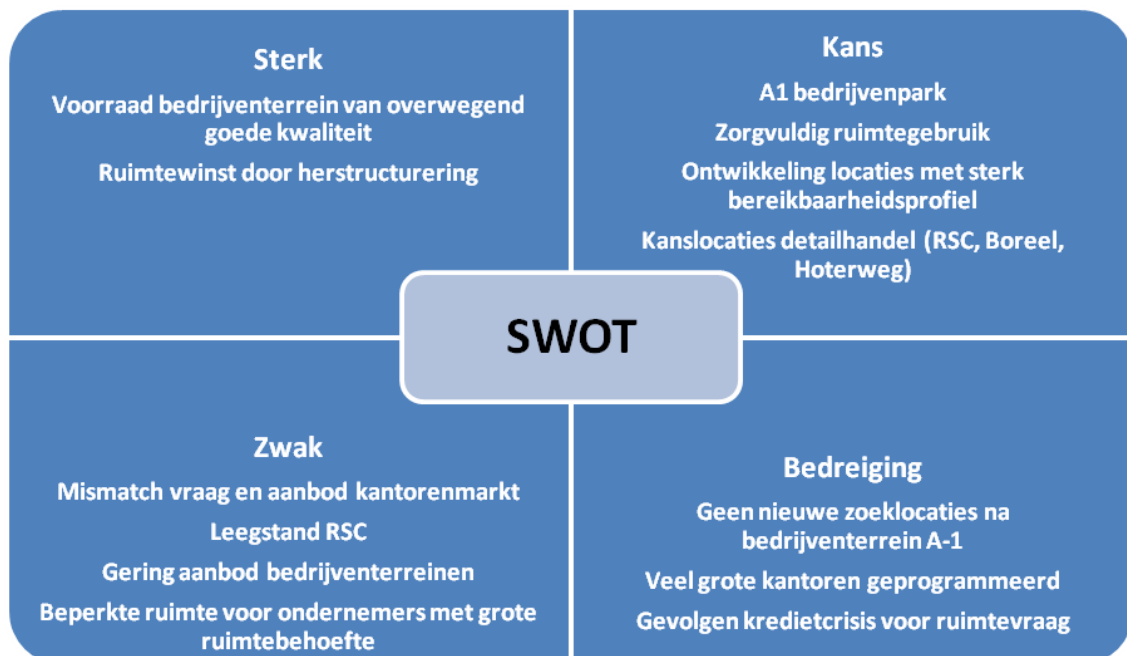 Sterk
Voorraad bedrijventerrein van overwegend
goede kwaliteit
Ruimtewinst door herstructurering
Kans
A1 bedrijvenpark
Zorgvuldig ruimtegebruik
Ontwikkeling locaties met sterk
bereikbaarheidsprofiel
Kanslocaties detailhandel (RSC, Boreel,
Hoterweg)
SWOT
Zwak
Mismatch vraag en aanbod kantorenmarkt
Leegstand RSC
Gering aanbod bedrijventerreinen
Beperkte ruimte voor ondernemers met grote
ruimtebehoefte
Bedreiging
Geen nieuwe zoeklocaties na
bedrijventerrein A-1
Veel grote kantoren geprogrammeerd
Gevolgen kredietcrisis voor ruimtevraag